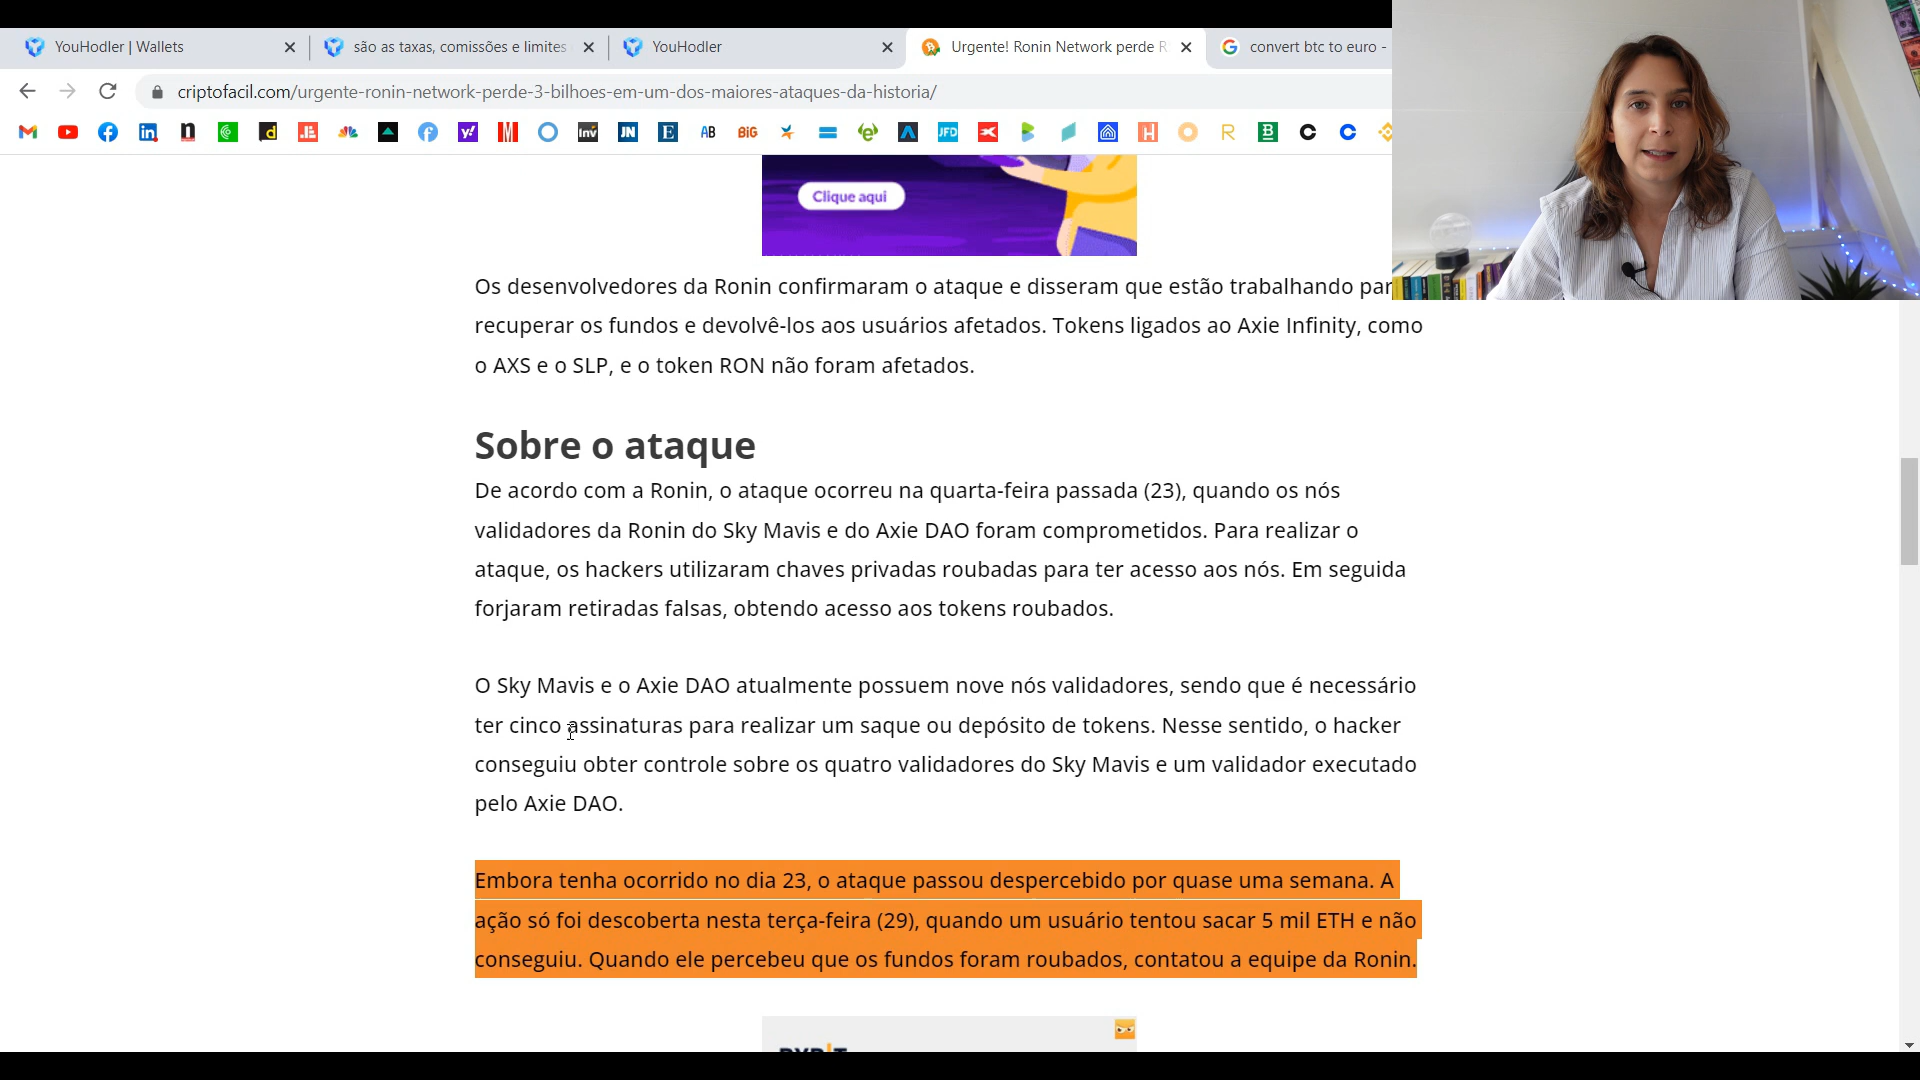 YouHodler | Wallets
são as taxas, comissões e limites
YouHodler
Urgente! Ronin Network perde R
convert btc to euro -
criptofacil.com/urgente-ronin-network-perde-3-bilhoes-em-um-dos-maiores-ataques-da-historia/
Inv
JN
E
AB
BiG
JFD
H
R
Clique aqui
Os desenvolvedores da Ronin confirmaram o ataque e disseram que estão trabalhando par
recuperar os fundos e devolvê-los aos usuários afetados. Tokens ligados ao Axie Infinity, como
o AXS e o SLP, e o token RON não foram afetados.
Sobre o ataque
De acordo com a Ronin, o ataque ocorreu na quarta-feira passada (23), quando os nós
validadores da Ronin do Sky Mavis e do Axie DAO foram comprometidos. Para realizar o
ataque, os hackers utilizaram chaves privadas roubadas para ter acesso aos nós. Em seguida
forjaram retiradas falsas, obtendo acesso aos tokens roubados.
O Sky Mavis e o Axie DAO atualmente possuem nove nós validadores, sendo que é necessário
ter cinco assinaturas para realizar um saque ou depósito de tokens. Nesse sentido, o hacker
conseguiu obter controle sobre os quatro validadores do Sky Mavis e um validador executado
pelo Axie DAO.
Embora tenha ocorrido no dia 23, o ataque passou despercebido por quase uma semana. A
ação só foi descoberta nesta terça-feira (29), quando um usuário tentou sacar 5 mil ETH e não
conseguiu. Quando ele percebeu que os fundos foram roubados, contatou a equipe da Ronin.